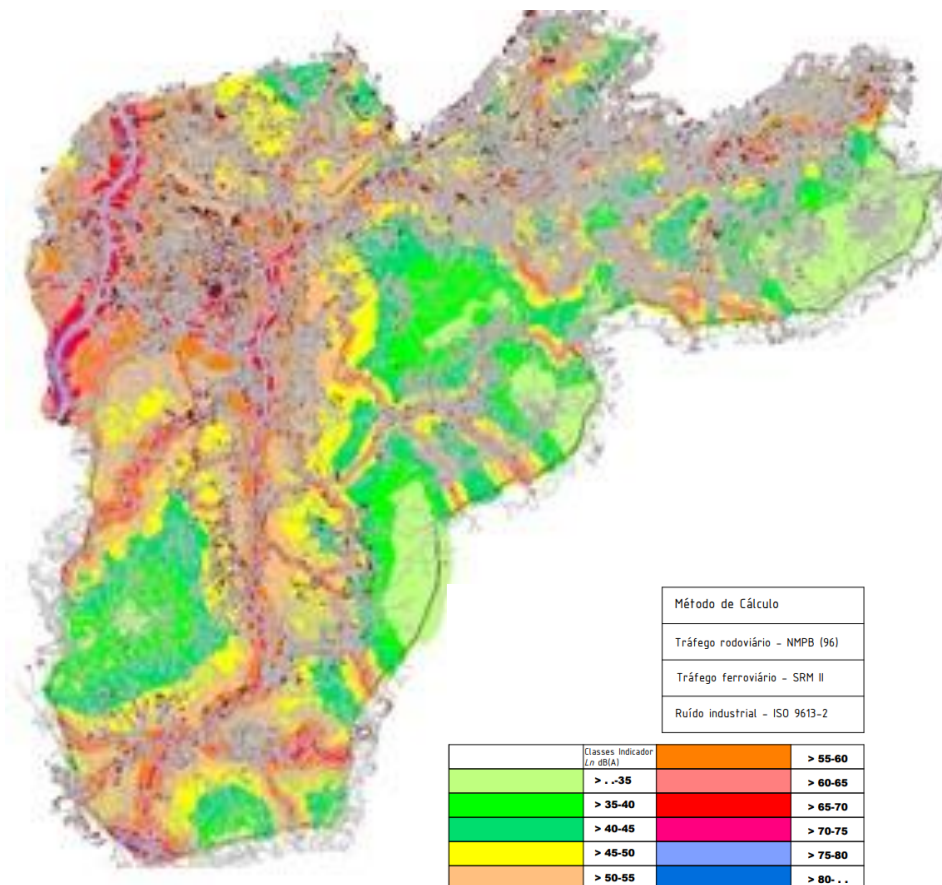 Método de Cálculo
Tráfego rodoviário - NMPB (96)
Tráfego ferroviário - SRM II
Ruído industrial - ISO 9613-2
Classes Indicador
Ln dB(A)
> 55-60
> ..-35
> 60-65
> 35-40
> 65-70
> 40-45
> 70-75
> 45-50
> 75-80
> 50-55
> 80- . .